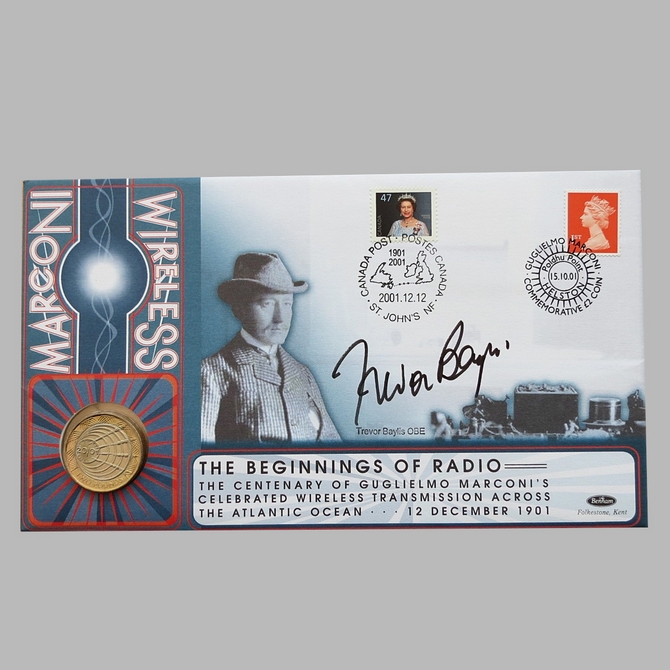 MARCONI
WIRELESS
47
CANADA POST · POSTES CANADA
1901
2001
2001.12.12
ST. JOHN'S NF
1ST
GUGLIELMO MARCONI
Poldhu Point
15.10.01
HELSTON
COMMEMORATIVE £2 COIN
Trevor Baylis
Trevor Baylis OBE
THE BEGINNINGS OF RADIO
THE CENTENARY OF GUGLIELMO MARCONI'S
CELEBRATED WIRELESS TRANSMISSION ACROSS
THE ATLANTIC OCEAN · · · 12 DECEMBER 1901
Benham
Folkestone, Kent